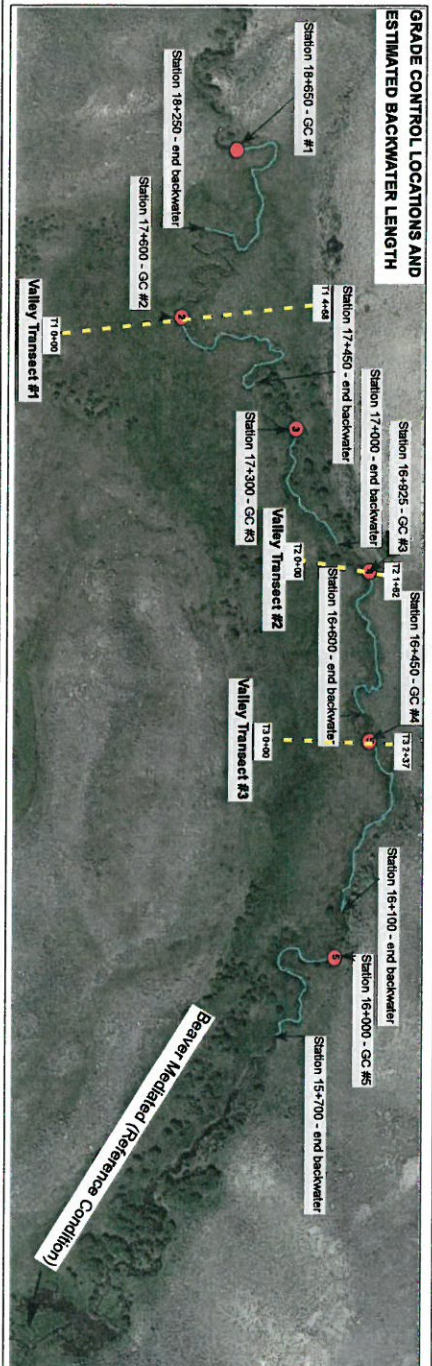 GRADE CONTROL LOCATIONS AND
ESTIMATED BACKWATER LENGTH
Station 18+650 - GC #1
Station 18+250 - end backwater
Station 17+600 - GC #2
T1 4+68
T1 0+00
Valley Transect #1
Station 17+450 - end backwater
Station 17+300 - GC #3
Station 17+000 - end backwater
Station 16+925 - GC #3
T2 1+62
T2 0+00
Valley Transect #2
Station 16+600 - end backwater
Station 16+450 - GC #4
T3 2+37
T3 0+00
Valley Transect #3
Station 16+100 - end backwater
Station 16+000 - GC #5
Station 15+700 - end backwater
Beaver Mediated (Reference Condition)
2
3
5